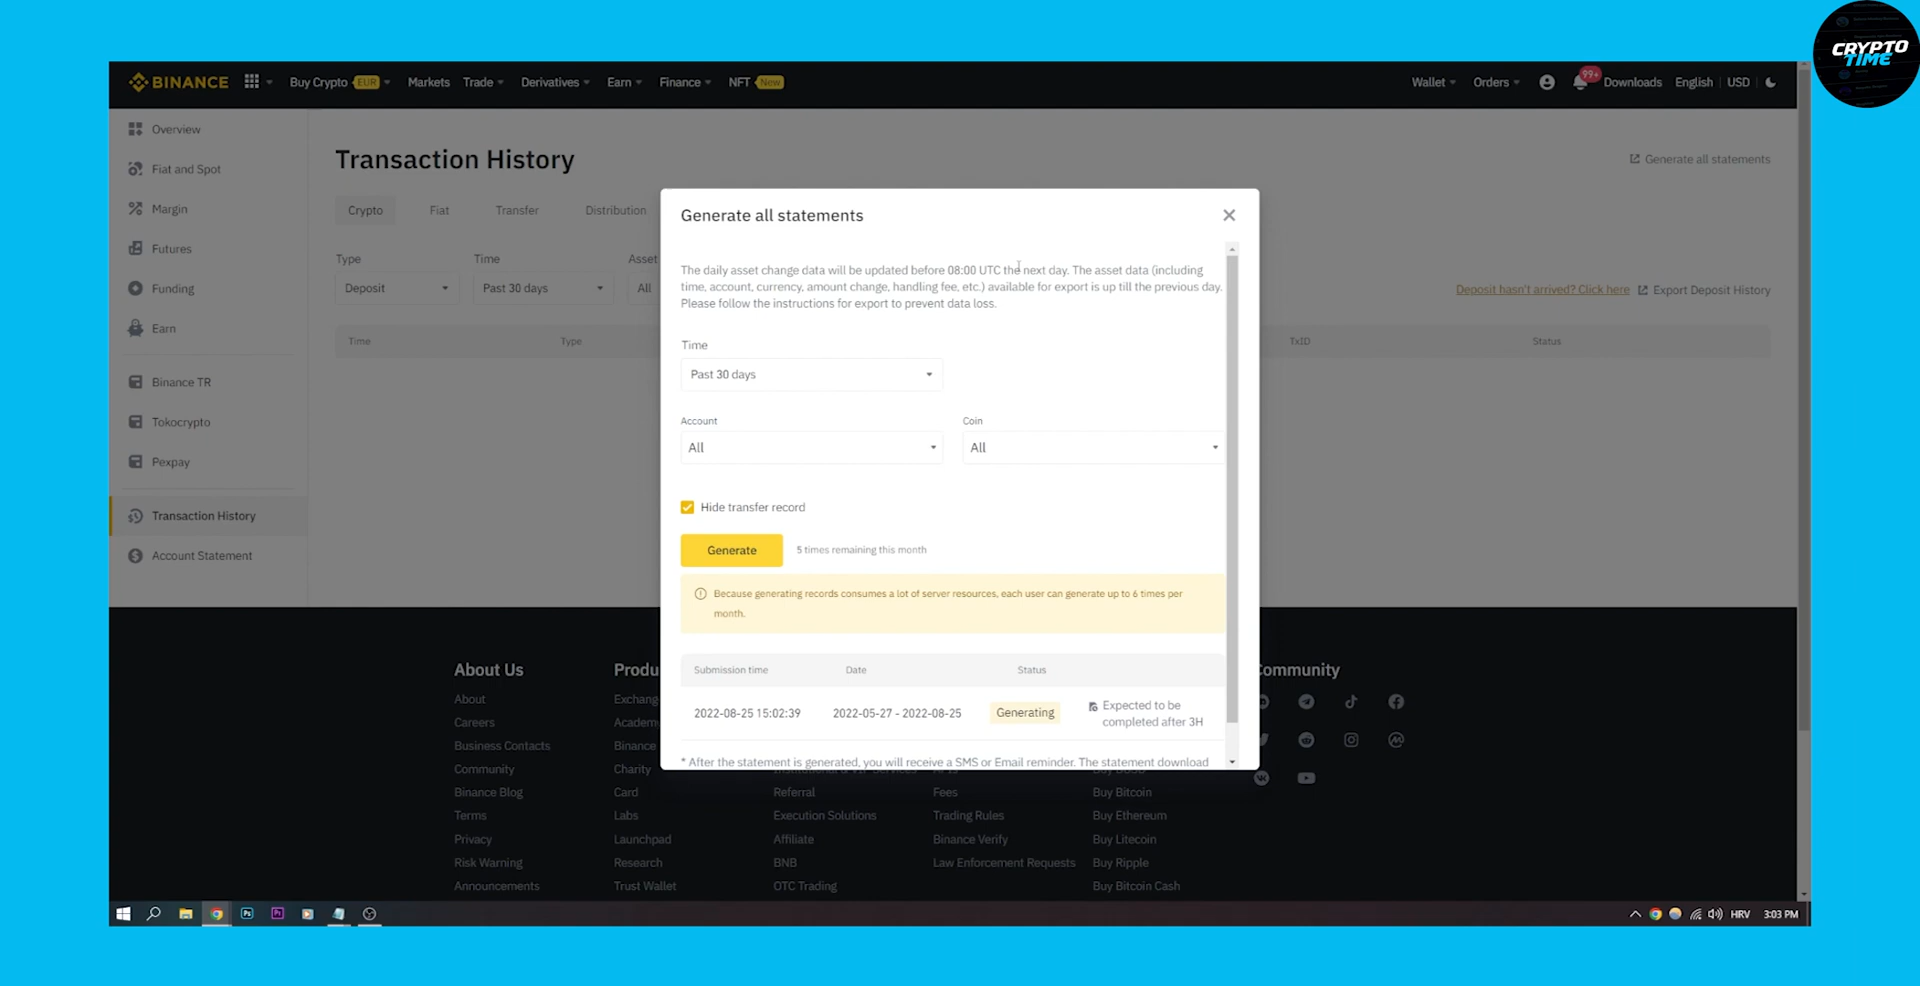 CRYPTO
TIME
BINANCE
Buy Crypto EUR
Markets
Trade
Derivatives
Earn
Finance
NFT New
Wallet
Orders
99+
Downloads
English
USD
Overview
Fiat and Spot
Margin
Futures
Funding
Earn
Binance TR
Tokocrypto
Pexpay
Transaction History
Account Statement
Transaction History
Generate all statements
Crypto
Fiat
Transfer
Distribution
Type
Time
Asset
Deposit
Past 30 days
All
Deposit hasn't arrived? Click here
Export Deposit History
Time
Type
TxID
Status
Generate all statements
The daily asset change data will be updated before 08:00 UTC the next day. The asset data (including
time, account, currency, amount change, handling fee, etc.) available for export is up till the previous day.
Please follow the instructions for export to prevent data loss.
Time
Past 30 days
Account
Coin
All
All
Hide transfer record
Generate
5 times remaining this month
Because generating records consumes a lot of server resources, each user can generate up to 6 times per
month.
Submission time
Date
Status
2022-08-25 15:02:39
2022-05-27 - 2022-08-25
Generating
Expected to be
completed after 3H
* After the statement is generated, you will receive a SMS or Email reminder. The statement download
About Us
About
Careers
Business Contacts
Community
Binance Blog
Terms
Privacy
Risk Warning
Announcements
Produ
Exchang
Academ
Binance
Charity
Card
Labs
Launchpad
Research
Trust Wallet
Referral
Execution Solutions
Affiliate
BNB
OTC Trading
Fees
Trading Rules
Binance Verify
Law Enforcement Requests
Buy Bitcoin
Buy Ethereum
Buy Litecoin
Buy Ripple
Buy Bitcoin Cash
Community
HRV
3:03 PM